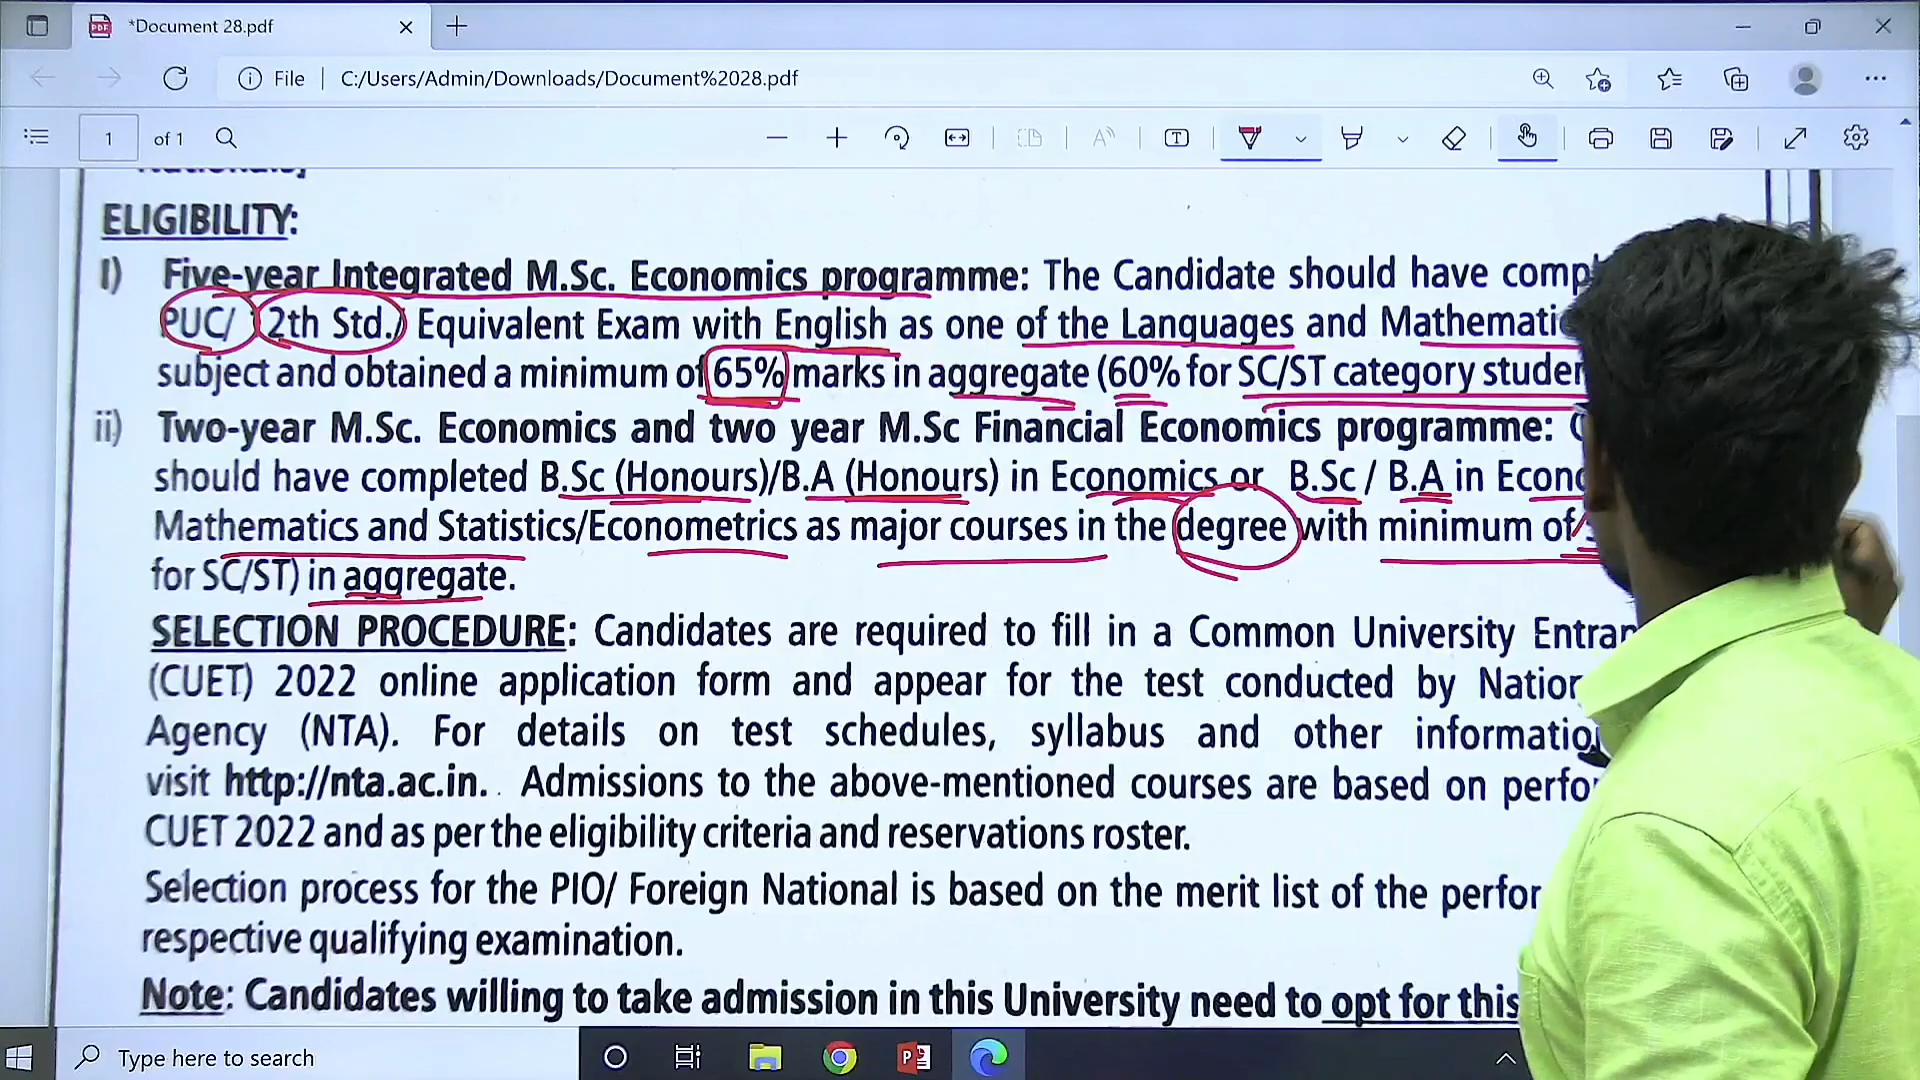 *Document 28.pdf
File
C:/Users/Admin/Downloads/Document%2028.pdf
1 of 1
ELIGIBILITY:
I) Five-year Integrated M.Sc. Economics programme: The Candidate should have comp
PUC/ 2th Std./ Equivalent Exam with English as one of the Languages and Mathemati
subject and obtained a minimum of 65% marks in aggregate (60% for SC/ST category studen
ii) Two-year M.Sc. Economics and two year M.Sc Financial Economics programme:
should have completed B.Sc (Honours)/B.A (Honours) in Economics or B.Sc / B.A in Econo
Mathematics and Statistics/Econometrics as major courses in the degree with minimum of
for SC/ST) in aggregate.
SELECTION PROCEDURE: Candidates are required to fill in a Common University Entran
(CUET) 2022 online application form and appear for the test conducted by Nation
Agency (NTA). For details on test schedules, syllabus and other information
visit http://nta.ac.in. Admissions to the above-mentioned courses are based on perfo
CUET 2022 and as per the eligibility criteria and reservations roster.
Selection process for the PIO/ Foreign National is based on the merit list of the perfor
respective qualifying examination.
Note: Candidates willing to take admission in this University need to opt for this
Type here to search